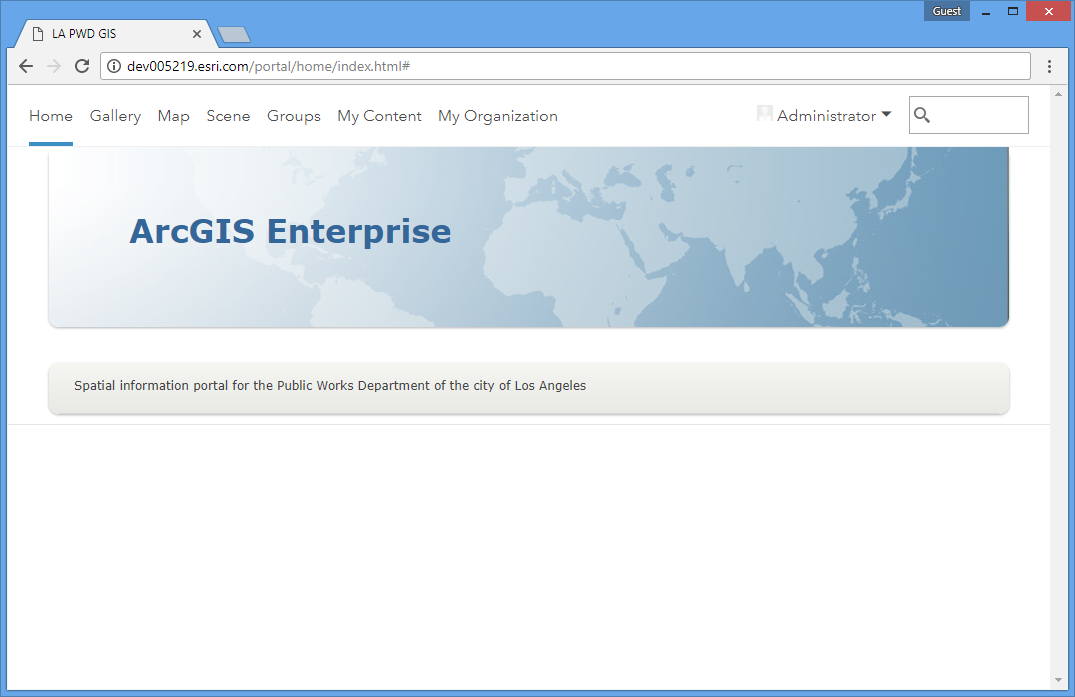 Guest
LA PWD GIS
dev005219.esri.com/portal/home/index.html#
Home Gallery Map Scene Groups My Content My Organization Administrator
ArcGIS Enterprise
Spatial information portal for the Public Works Department of the city of Los Angeles